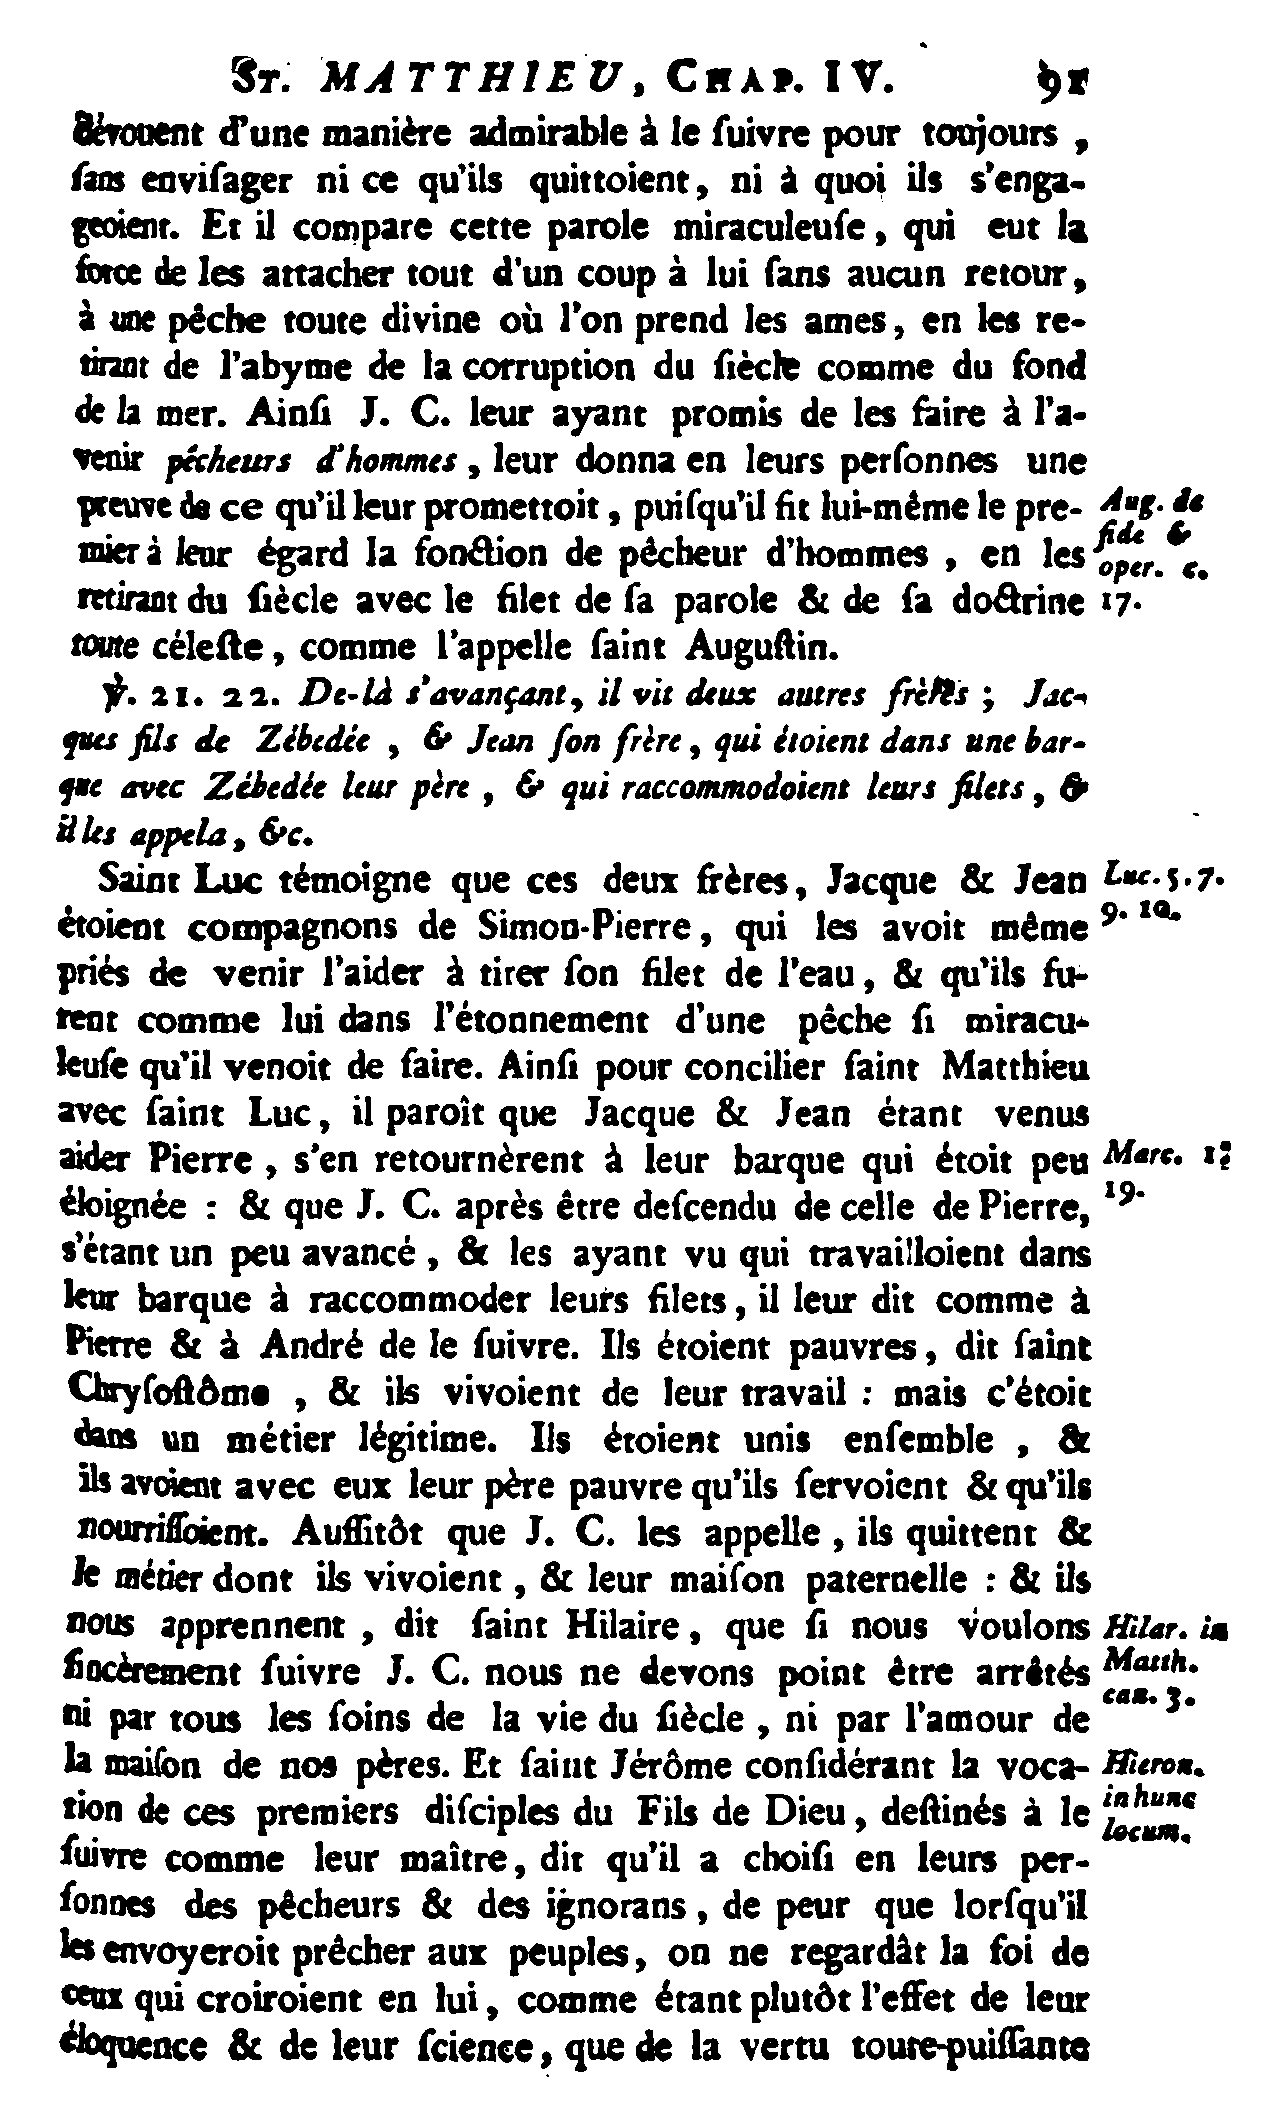 ST. MATTHIEU, CHAP. IV. 91
dévouent d'une manière admirable à le ſuivre pour toujours,
ſans enviſager ni ce qu'ils quittoient, ni à quoi ils s'enga-
geoient. Et il compare cette parole miraculeuſe, qui eut la
force de les attacher tout d'un coup à lui ſans aucun retour,
à une pêche toute divine où l'on prend les ames, en les re-
tirant de l'abyme de la corruption du ſiècle comme du fond
de la mer. Ainſi J. C. leur ayant promis de les faire à l'a-
venir pêcheurs d'hommes, leur donna en leurs perſonnes une
preuve de ce qu'il leur promettoit, puiſqu'il fit lui-même le pre-
mier à leur égard la fonction de pêcheur d'hommes, en les
retirant du ſiècle avec le filet de ſa parole & de ſa doctrine
toute céleſte, comme l'appelle ſaint Auguſtin.
Aug. de
fide &
oper. c.
17.
℣. 21. 22. De-là s'avançant, il vit deux autres frères; Jac-
ques fils de Zébedée, & Jean ſon frère, qui étoient dans une bar-
que avec Zébedée leur père, & qui raccommodoient leurs filets, &
il les appela, &c.
Saint Luc témoigne que ces deux frères, Jacque & Jean
étoient compagnons de Simon-Pierre, qui les avoit même
priés de venir l'aider à tirer ſon filet de l'eau, & qu'ils fu-
rent comme lui dans l'étonnement d'une pêche ſi miracu-
leuſe qu'il venoit de faire. Ainſi pour concilier ſaint Matthieu
avec ſaint Luc, il paroît que Jacque & Jean étant venus
aider Pierre, s'en retournèrent à leur barque qui étoit peu
éloignée : & que J. C. après être deſcendu de celle de Pierre,
s'étant un peu avancé, & les ayant vu qui travailloient dans
leur barque à raccommoder leurs filets, il leur dit comme à
Pierre & à André de le ſuivre. Ils étoient pauvres, dit ſaint
Chryſoſtôme, & ils vivoient de leur travail : mais c'étoit
dans un métier légitime. Ils étoient unis enſemble, &
ils avoient avec eux leur père pauvre qu'ils ſervoient & qu'ils
nourriſſoient. Auſſitôt que J. C. les appelle, ils quittent &
le métier dont ils vivoient, & leur maiſon paternelle : & ils
nous apprennent, dit ſaint Hilaire, que ſi nous voulons
ſincèrement ſuivre J. C. nous ne devons point être arrêtés
ni par tous les ſoins de la vie du ſiècle, ni par l'amour de
la maiſon de nos pères. Et ſaint Jérôme conſidérant la voca-
tion de ces premiers diſciples du Fils de Dieu, deſtinés à le
ſuivre comme leur maître, dit qu'il a choiſi en leurs per-
ſonnes des pêcheurs & des ignorans, de peur que lorſqu'il
les envoyeroit prêcher aux peuples, on ne regardât la foi de
ceux qui croiroient en lui, comme étant plutôt l'effet de leur
éloquence & de leur ſcience, que de la vertu toute-puiſſante
Luc. 5. 7.
9. 10.
Marc. 1.
19.
Hilar. in
Matth.
can. 3.
Hieron.
in hunc
locum.